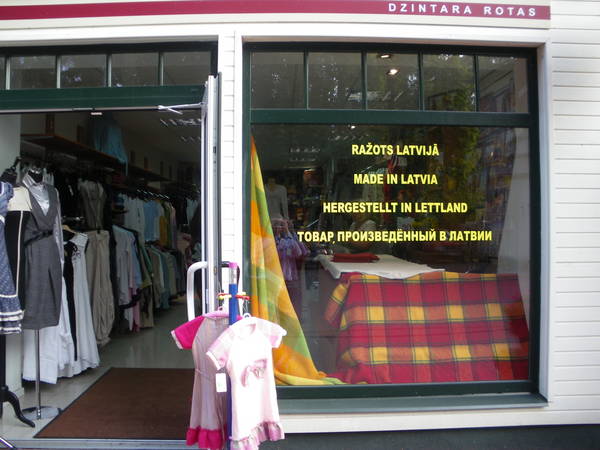 DZINTARA ROTAS
RAŽOTS LATVIJĀ
MADE IN LATVIA
HERGESTELLT IN LETTLAND
ТОВАР ПРОИЗВЕДЁННЫЙ В ЛАТВИИ